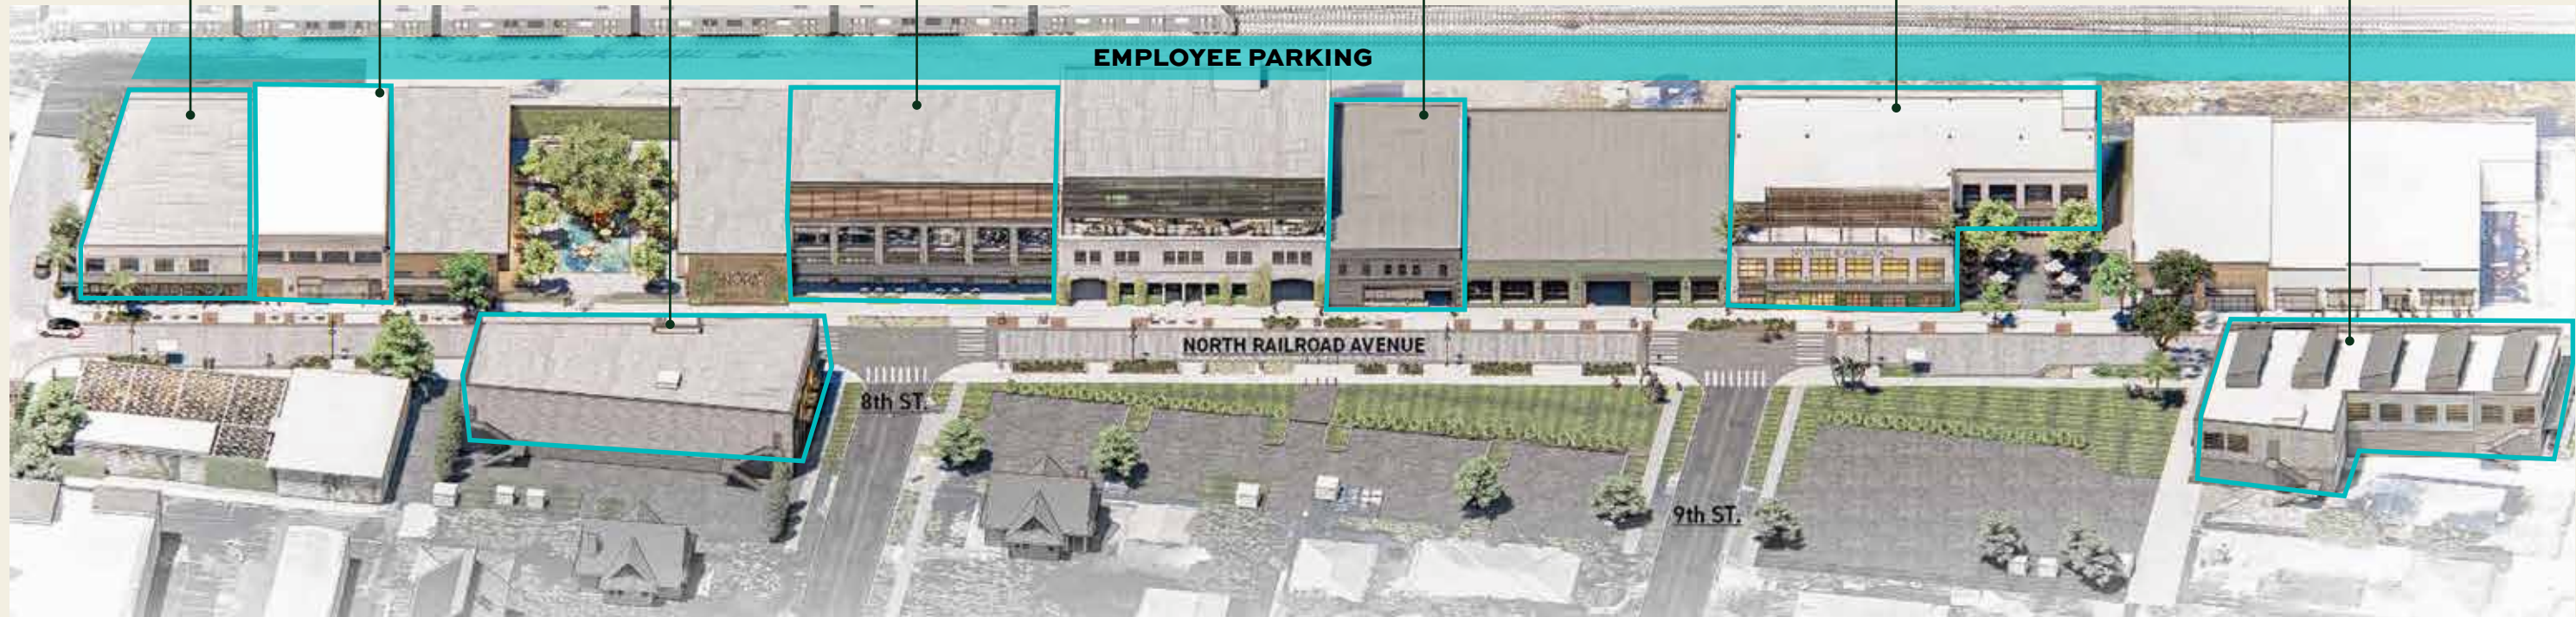 EMPLOYEE PARKING
NORTH RAILROAD AVENUE
8th ST.
9th ST.